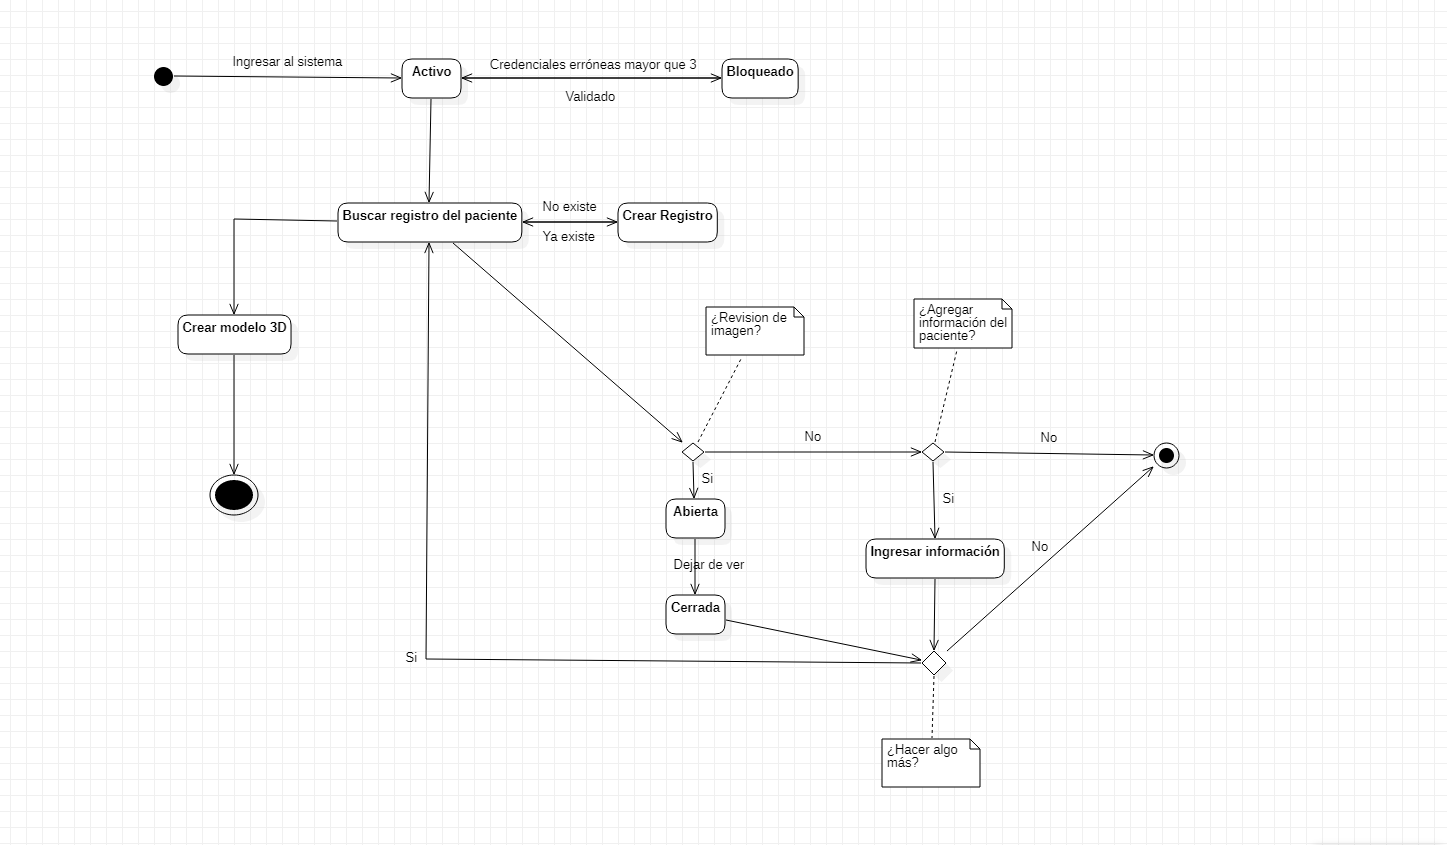 Ingresar al sistema
Activo
Credenciales erróneas mayor que 3
Bloqueado
Validado
Buscar registro del paciente
No existe
Crear Registro
Ya existe
Crear modelo 3D
¿Revision de
imagen?
¿Agregar
información del
paciente?
No
No
Si
Abierta
Si
Dejar de ver
Ingresar información
No
Cerrada
Si
¿Hacer algo
más?